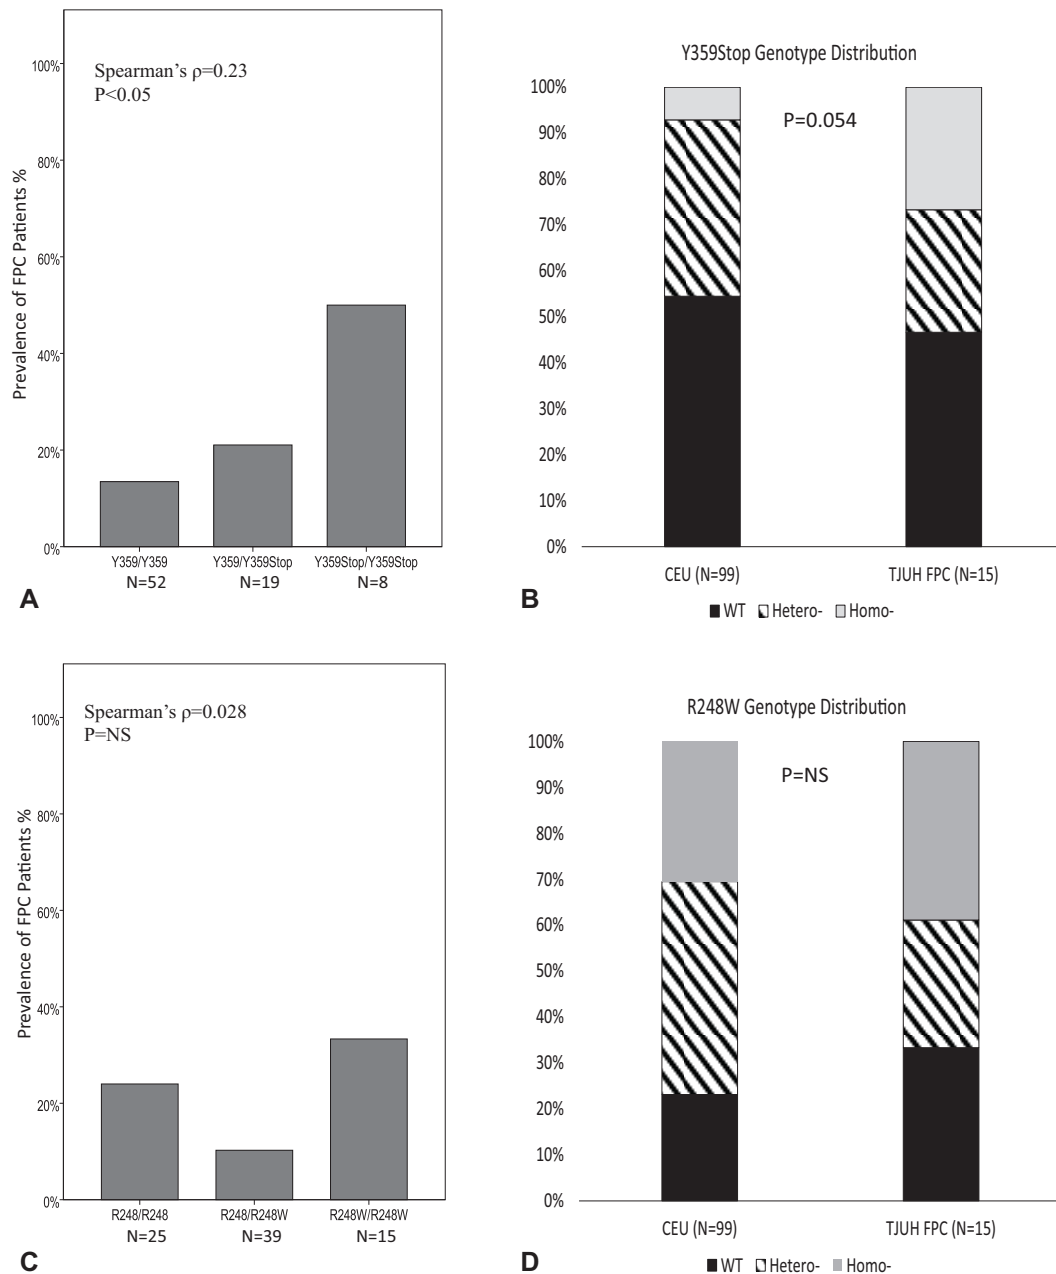 Spearman's ρ=0.23
P<0.05
Prevalence of FPC Patients %
100%
80%
60%
40%
20%
0%
Y359/Y359 Y359/Y359Stop Y359Stop/Y359Stop
N=52 N=19 N=8
A
Y359Stop Genotype Distribution
P=0.054
100%
90%
80%
70%
60%
50%
40%
30%
20%
10%
0%
CEU (N=99) TJUH FPC (N=15)
WT Hetero- Homo-
B
Spearman's ρ=0.028
P=NS
Prevalence of FPC Patients %
100%
80%
60%
40%
20%
0%
R248/R248 R248/R248W R248W/R248W
N=25 N=39 N=15
C
R248W Genotype Distribution
P=NS
100%
90%
80%
70%
60%
50%
40%
30%
20%
10%
0%
CEU (N=99) TJUH FPC (N=15)
WT Hetero- Homo-
D